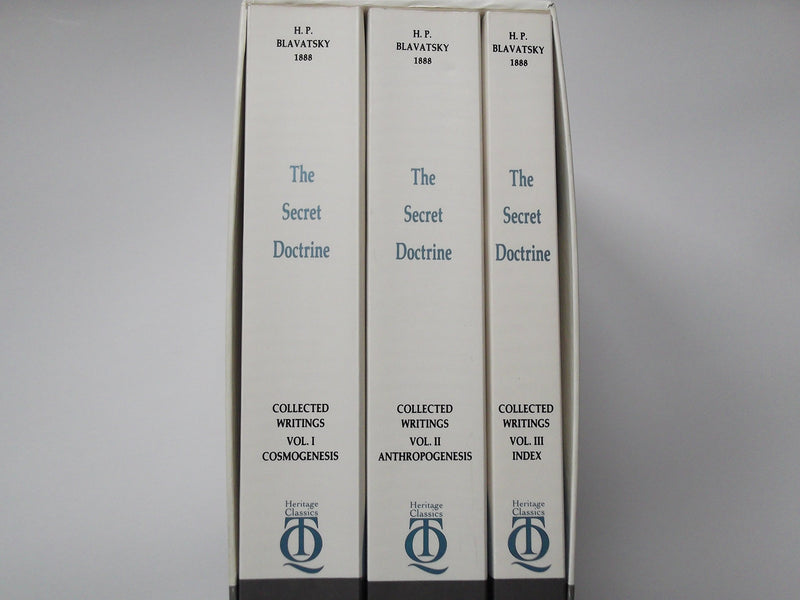 H. P.
BLAVATSKY
1888
The
Secret
Doctrine
COLLECTED
WRITINGS
VOL. I
COSMOGENESIS
Heritage
Classics
TQ
H. P.
BLAVATSKY
1888
The
Secret
Doctrine
COLLECTED
WRITINGS
VOL. II
ANTHROPOGENESIS
Heritage
Classics
TQ
H. P.
BLAVATSKY
1888
The
Secret
Doctrine
COLLECTED
WRITINGS
VOL. III
INDEX
Heritage
Classics
TQ